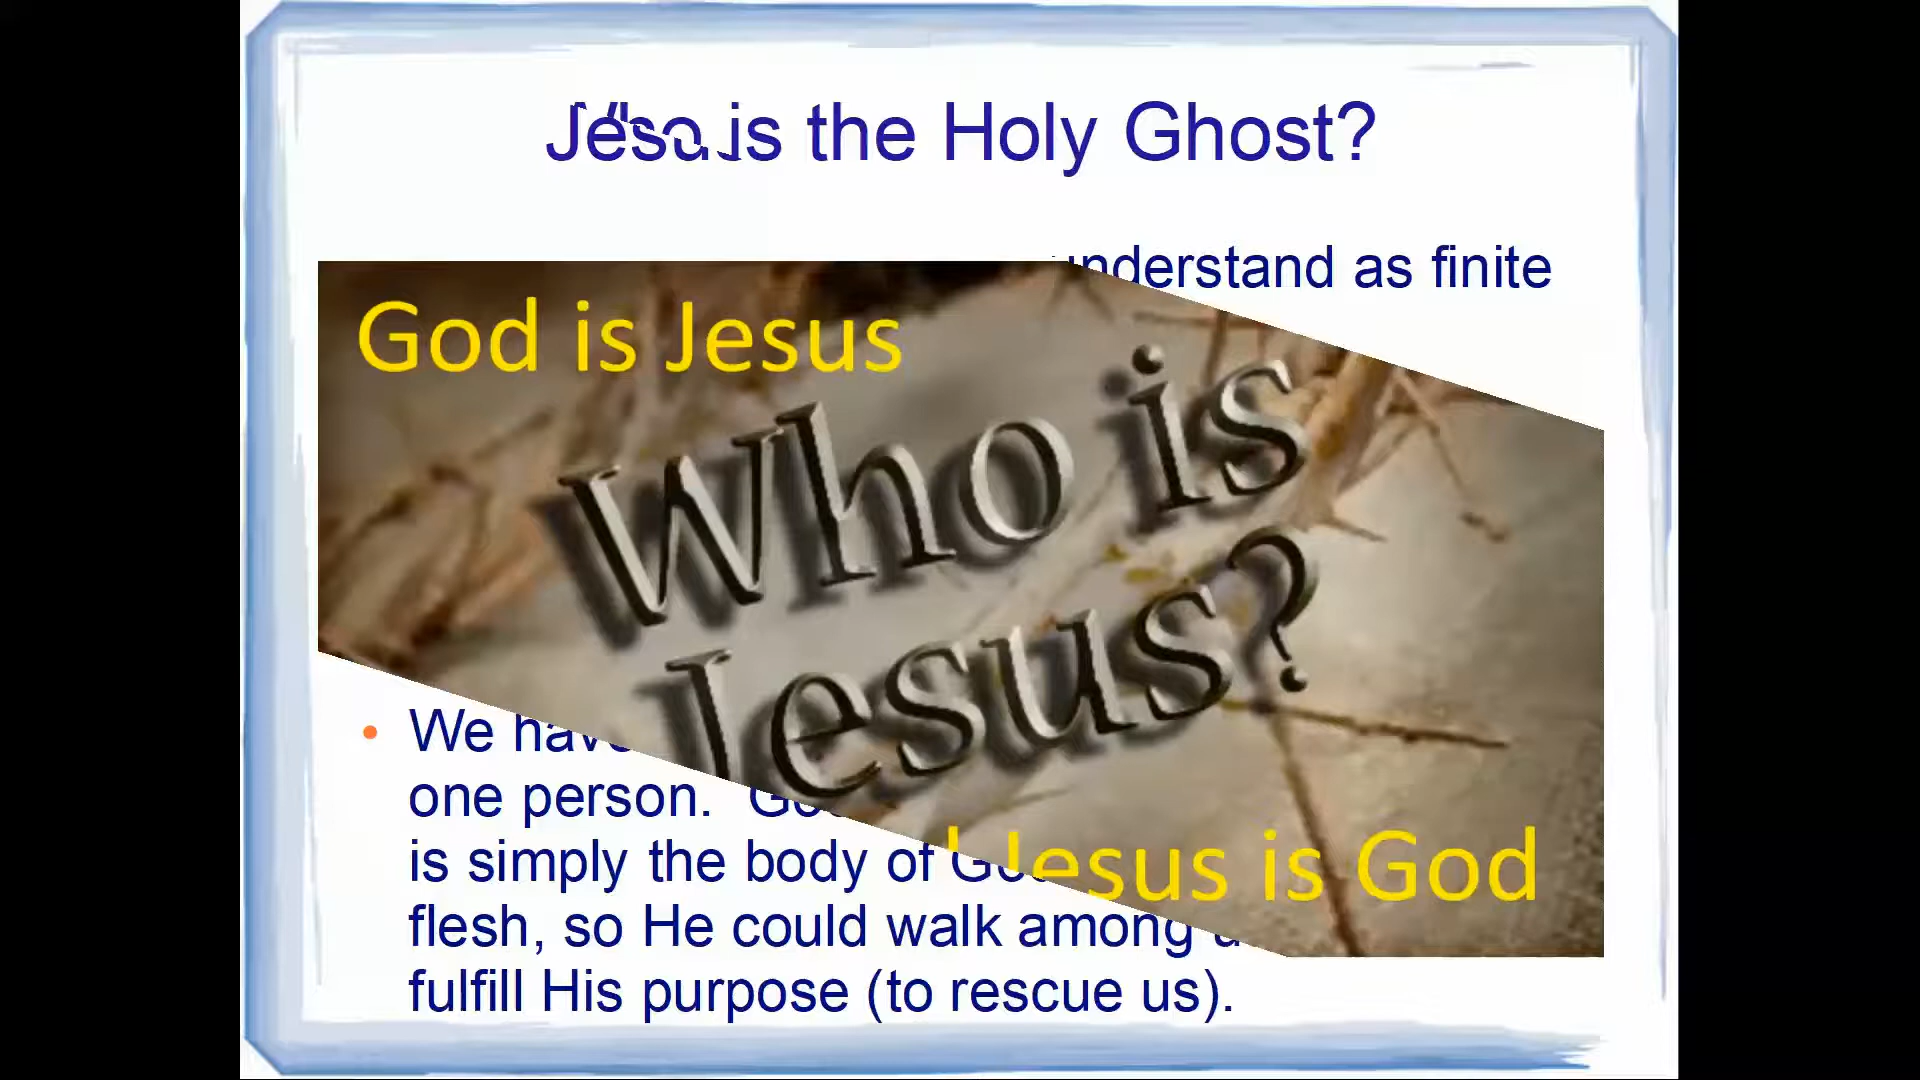 is the Holy Ghost?
understand as finite
God is Jesus
Who is
Jesus?
We have
one person.
is simply the body of
Jesus is God
flesh, so He could walk among
fulfill His purpose (to rescue us).